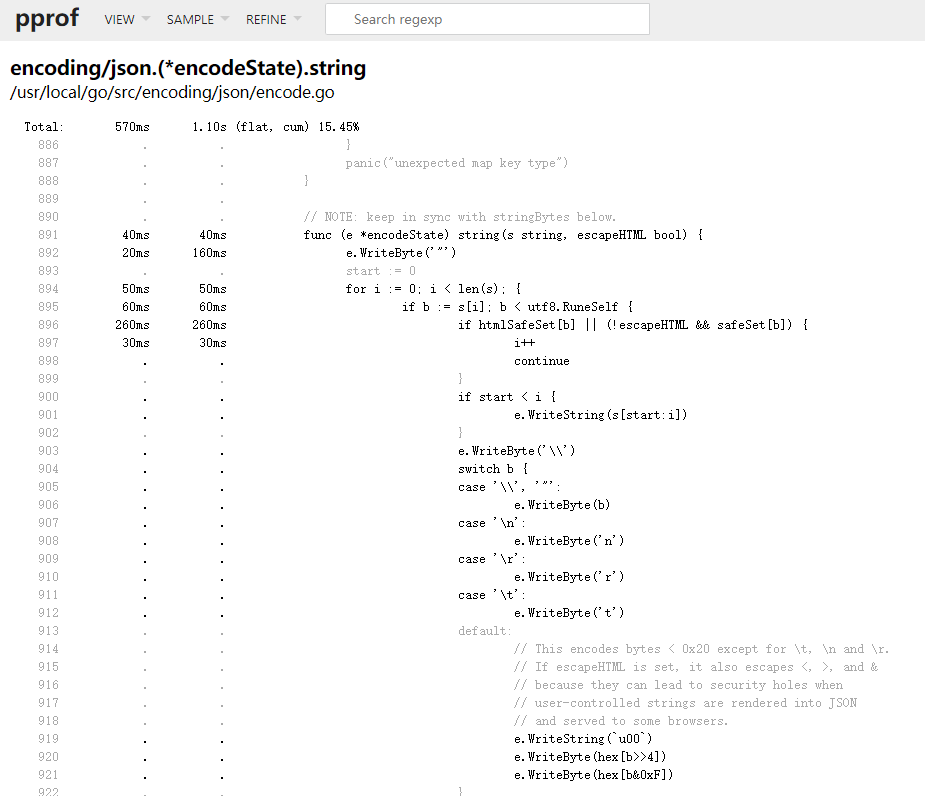 pprof VIEW SAMPLE REFINE Search regexp
encoding/json.(*encodeState).string
/usr/local/go/src/encoding/json/encode.go
Total: 570ms 1.10s (flat, cum) 15.45%
886 . . }
887 . . panic("unexpected map key type")
888 . . }
889 . .
890 . . // NOTE: keep in sync with stringBytes below.
891 40ms 40ms func (e *encodeState) string(s string, escapeHTML bool) {
892 20ms 160ms e.WriteByte('"')
893 . . start := 0
894 50ms 50ms for i := 0; i < len(s); {
895 60ms 60ms if b := s[i]; b < utf8.RuneSelf {
896 260ms 260ms if htmlSafeSet[b] || (!escapeHTML && safeSet[b]) {
897 30ms 30ms i++
898 . . continue
899 . . }
900 . . if start < i {
901 . . e.WriteString(s[start:i])
902 . . }
903 . . e.WriteByte('\\')
904 . . switch b {
905 . . case '\\', '"':
906 . . e.WriteByte(b)
907 . . case '\n':
908 . . e.WriteByte('n')
909 . . case '\r':
910 . . e.WriteByte('r')
911 . . case '\t':
912 . . e.WriteByte('t')
913 . . default:
914 . . // This encodes bytes < 0x20 except for \t, \n and \r.
915 . . // If escapeHTML is set, it also escapes <, >, and &
916 . . // because they can lead to security holes when
917 . . // user-controlled strings are rendered into JSON
918 . . // and served to some browsers.
919 . . e.WriteString(`u00`)
920 . . e.WriteByte(hex[b>>4])
921 . . e.WriteByte(hex[b&0xF])
922 . . }